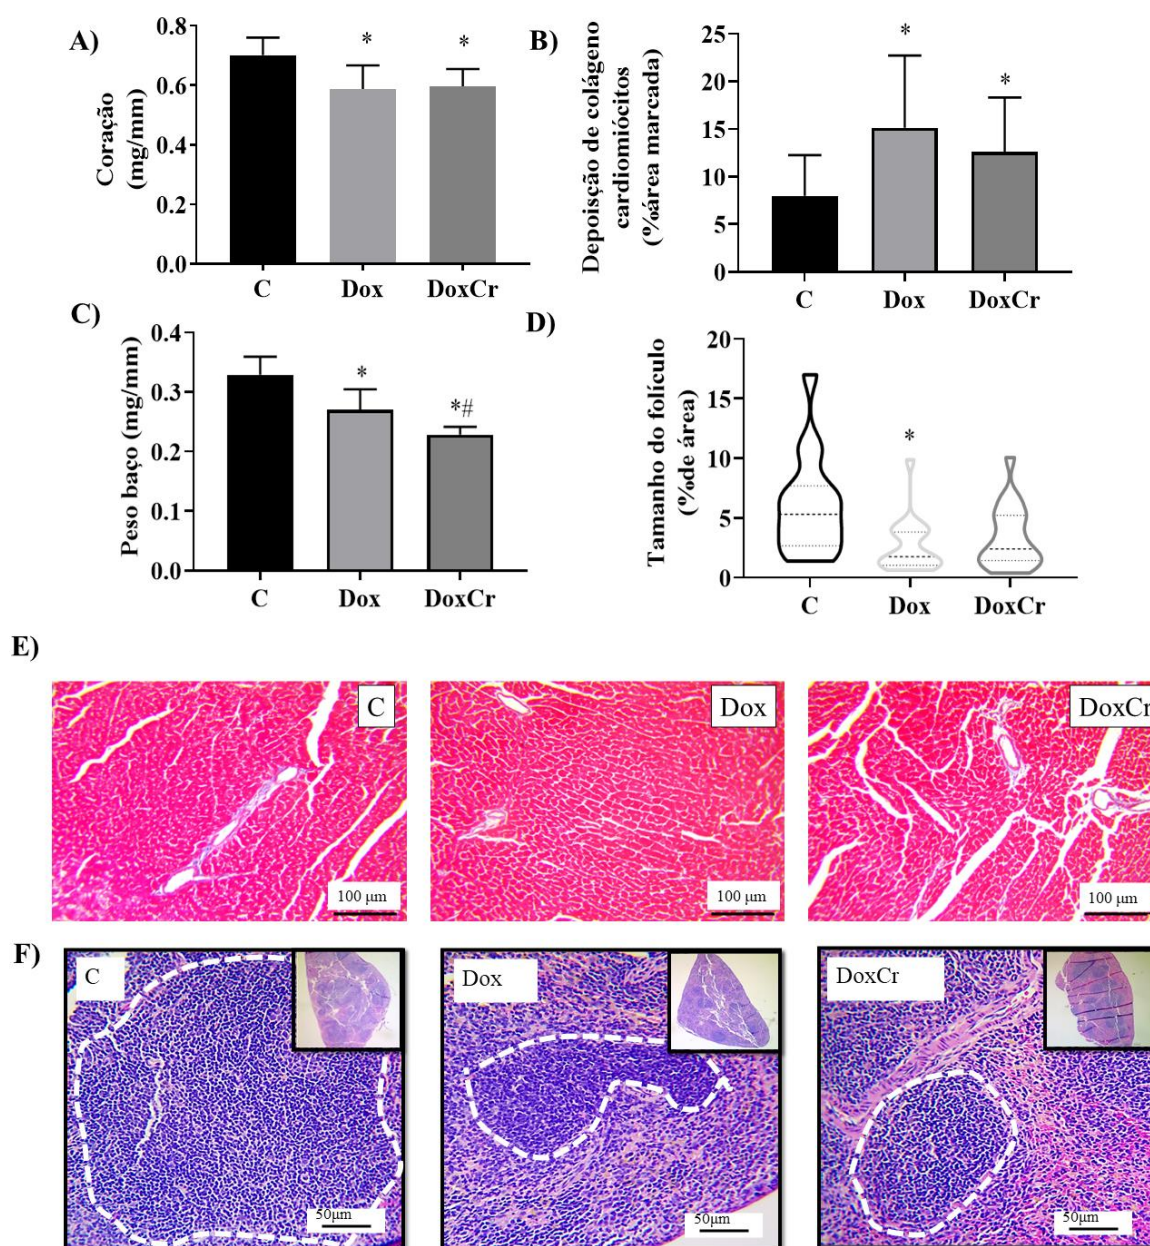 A)
Coração
(mg/mm)
0.8
0.6
0.4
0.2
0.0
*
*
C
Dox
DoxCr
B)
Depoisção de colágeno
cardiomiócitos
(%área marcada)
25
20
15
10
5
0
*
*
C
Dox
DoxCr
C)
Peso baço (mg/mm)
0.4
0.3
0.2
0.1
0.0
*
*#
C
Dox
DoxCr
D)
Tamanho do folículo
(%de área)
20
15
10
5
0
*
C
Dox
DoxCr
E)
C
100 µm
Dox
100 µm
DoxCr
100 µm
F)
C
50µm
Dox
50µm
DoxCr
50µm